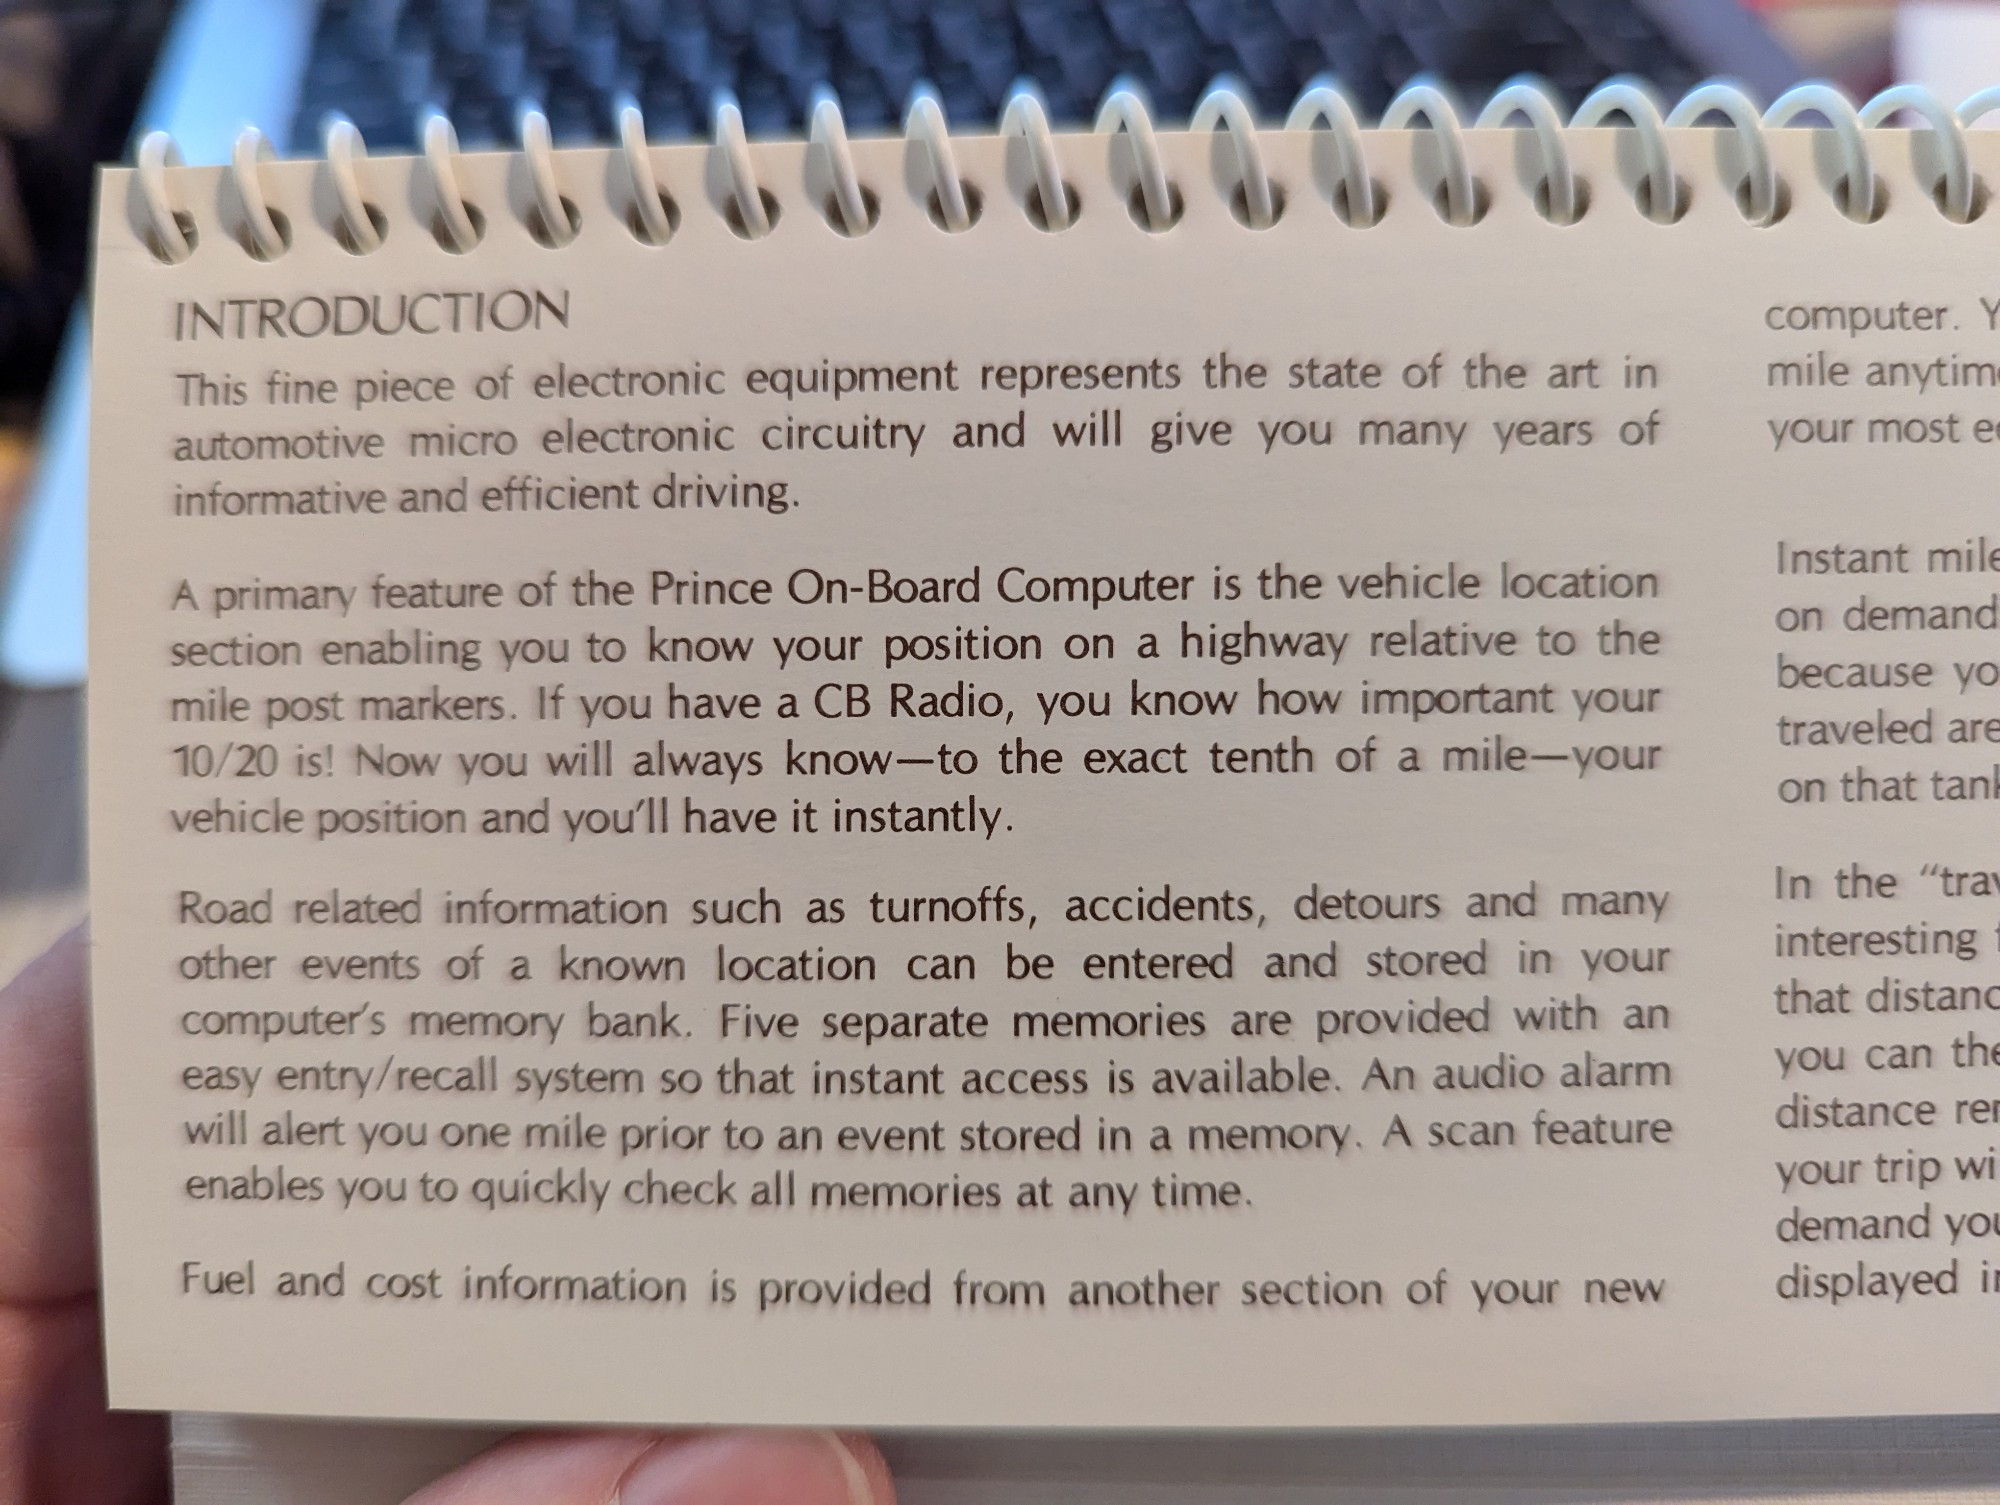 INTRODUCTION
This fine piece of electronic equipment represents the state of the art in
automotive micro electronic circuitry and will give you many years of
informative and efficient driving.
A primary feature of the Prince On-Board Computer is the vehicle location
section enabling you to know your position on a highway relative to the
mile post markers. If you have a CB Radio, you know how important your
10/20 is! Now you will always know—to the exact tenth of a mile—your
vehicle position and you'll have it instantly.
Road related information such as turnoffs, accidents, detours and many
other events of a known location can be entered and stored in your
computer's memory bank. Five separate memories are provided with an
easy entry/recall system so that instant access is available. An audio alarm
will alert you one mile prior to an event stored in a memory. A scan feature
enables you to quickly check all memories at any time.
Fuel and cost information is provided from another section of your new
computer.
mile
your most
Instant
on demand
because
traveled
on that
In the
interesting
that
you can
distance
your trip
demand
displayed